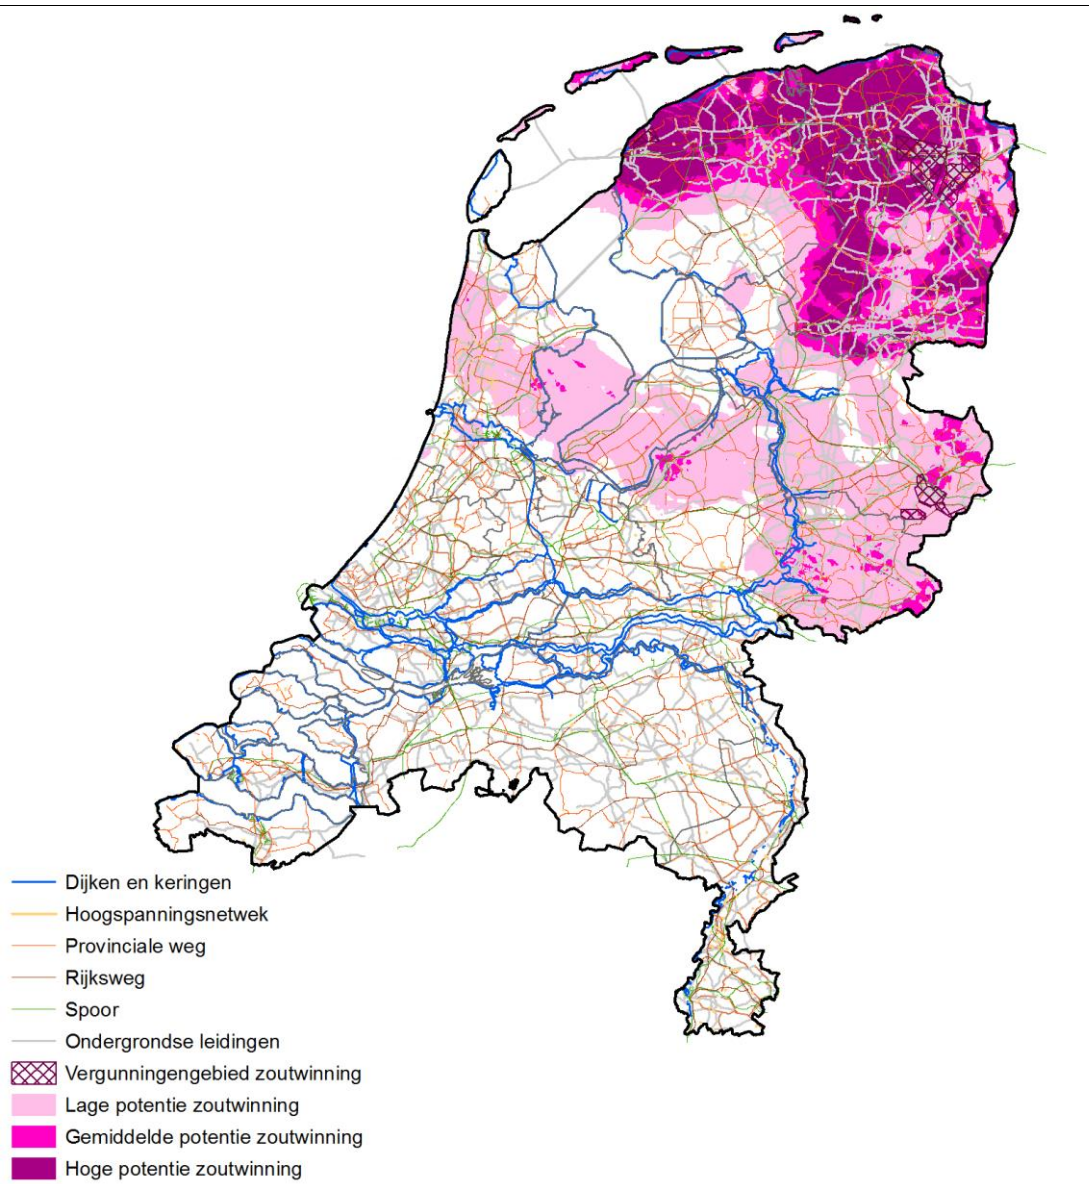 Dijken en keringen
Hoogspanningsnetwek
Provinciale weg
Rijksweg
Spoor
Ondergrondse leidingen
Vergunningengebied zoutwinning
Lage potentie zoutwinning
Gemiddelde potentie zoutwinning
Hoge potentie zoutwinning